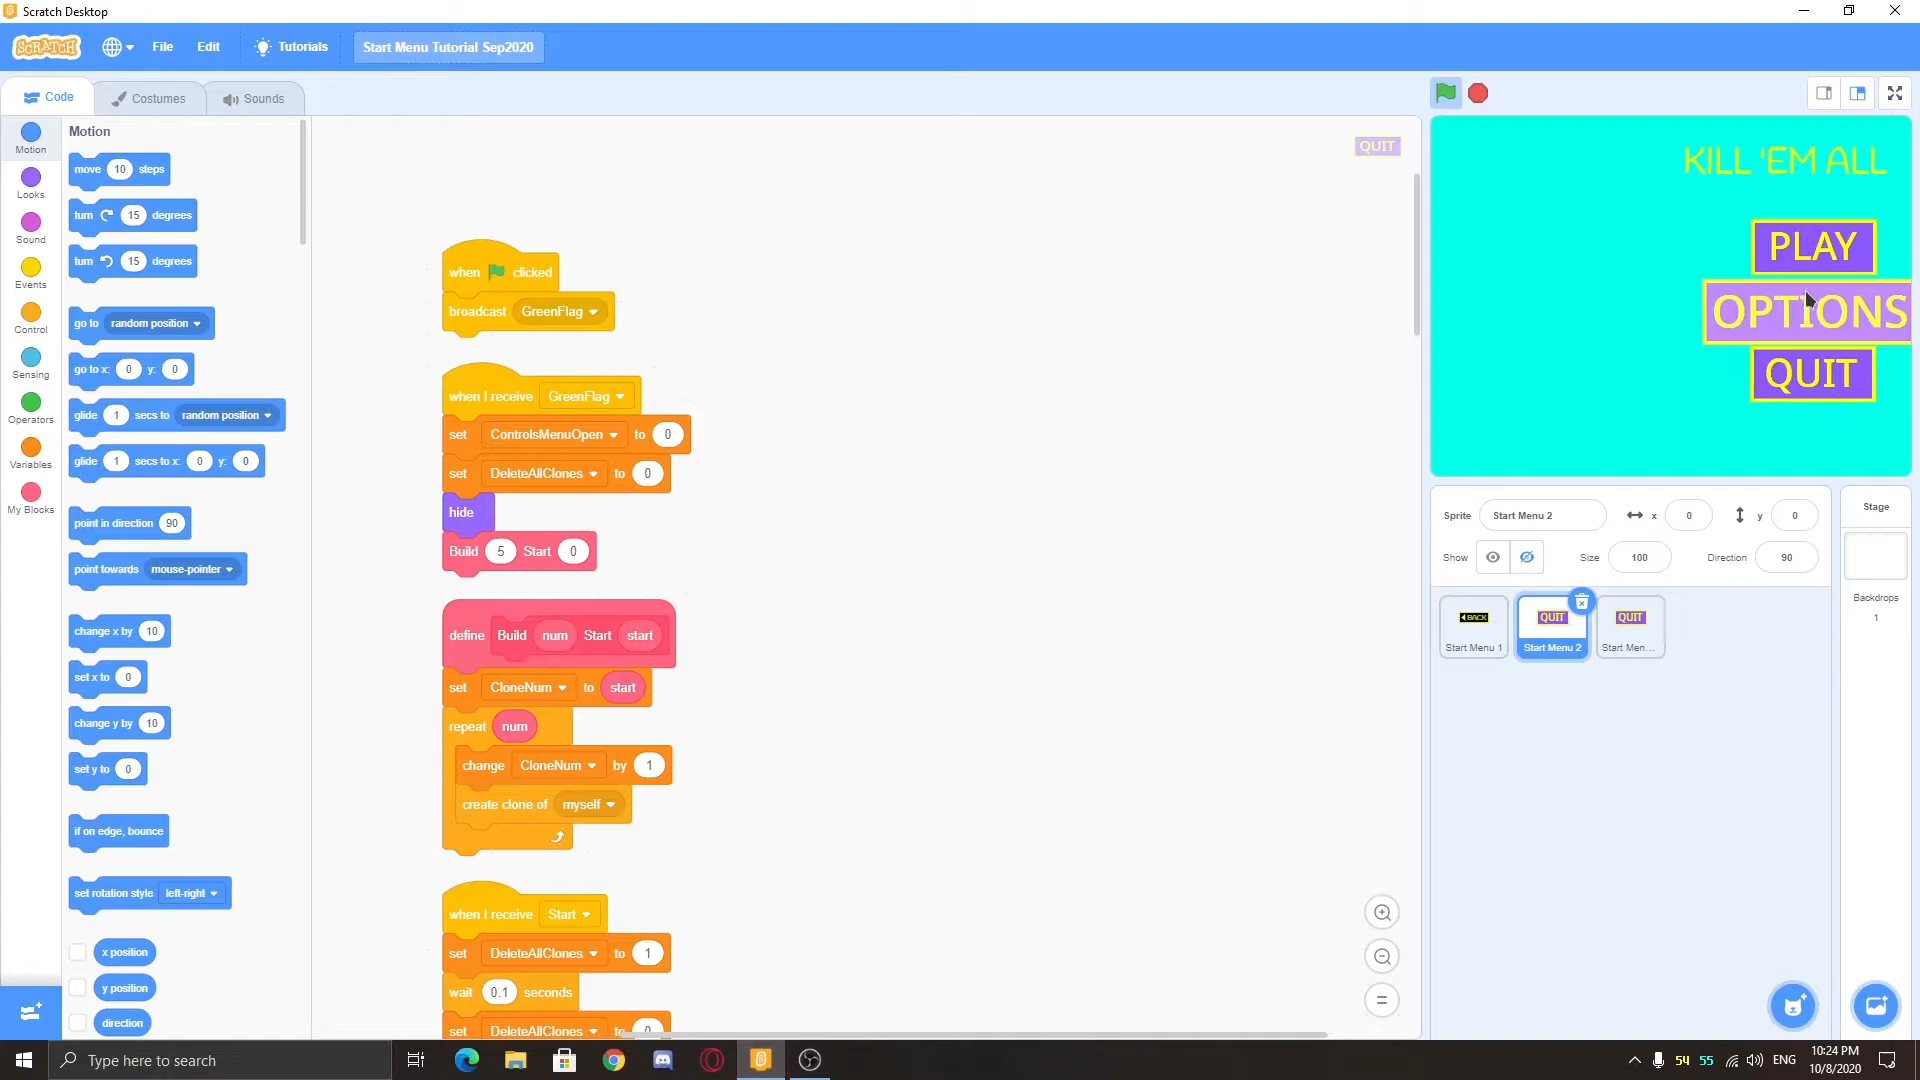 Scratch Desktop
SCRATCH File Edit Tutorials Start Menu Tutorial Sep2020
Code Costumes Sounds
Motion
Looks
Sound
Events
Control
Sensing
Operators
Variables
My Blocks
Motion
move 10 steps
turn 15 degrees
turn 15 degrees
go to random position
go to x: 0 y: 0
glide 1 secs to random position
glide 1 secs to x: 0 y: 0
point in direction 90
point towards mouse-pointer
change x by 10
set x to 0
change y by 10
set y to 0
if on edge, bounce
set rotation style left-right
x position
y position
direction
QUIT
when clicked
broadcast GreenFlag
when I receive GreenFlag
set ControlsMenuOpen to 0
set DeleteAllClones to 0
hide
Build 5 Start 0
define Build num Start start
set CloneNum to start
repeat num
change CloneNum by 1
create clone of myself
when I receive Start
set DeleteAllClones to 1
wait 0.1 seconds
set DeleteAllClones to 0
KILL 'EM ALL
PLAY
OPTIONS
QUIT
Sprite Start Menu 2 x 0 y 0
Show Size 100 Direction 90
BACK
Start Menu 1
QUIT
Start Menu 2
QUIT
Start Men...
Stage
Backdrops
1
Type here to search
54 55 ENG
10:24 PM
10/8/2020